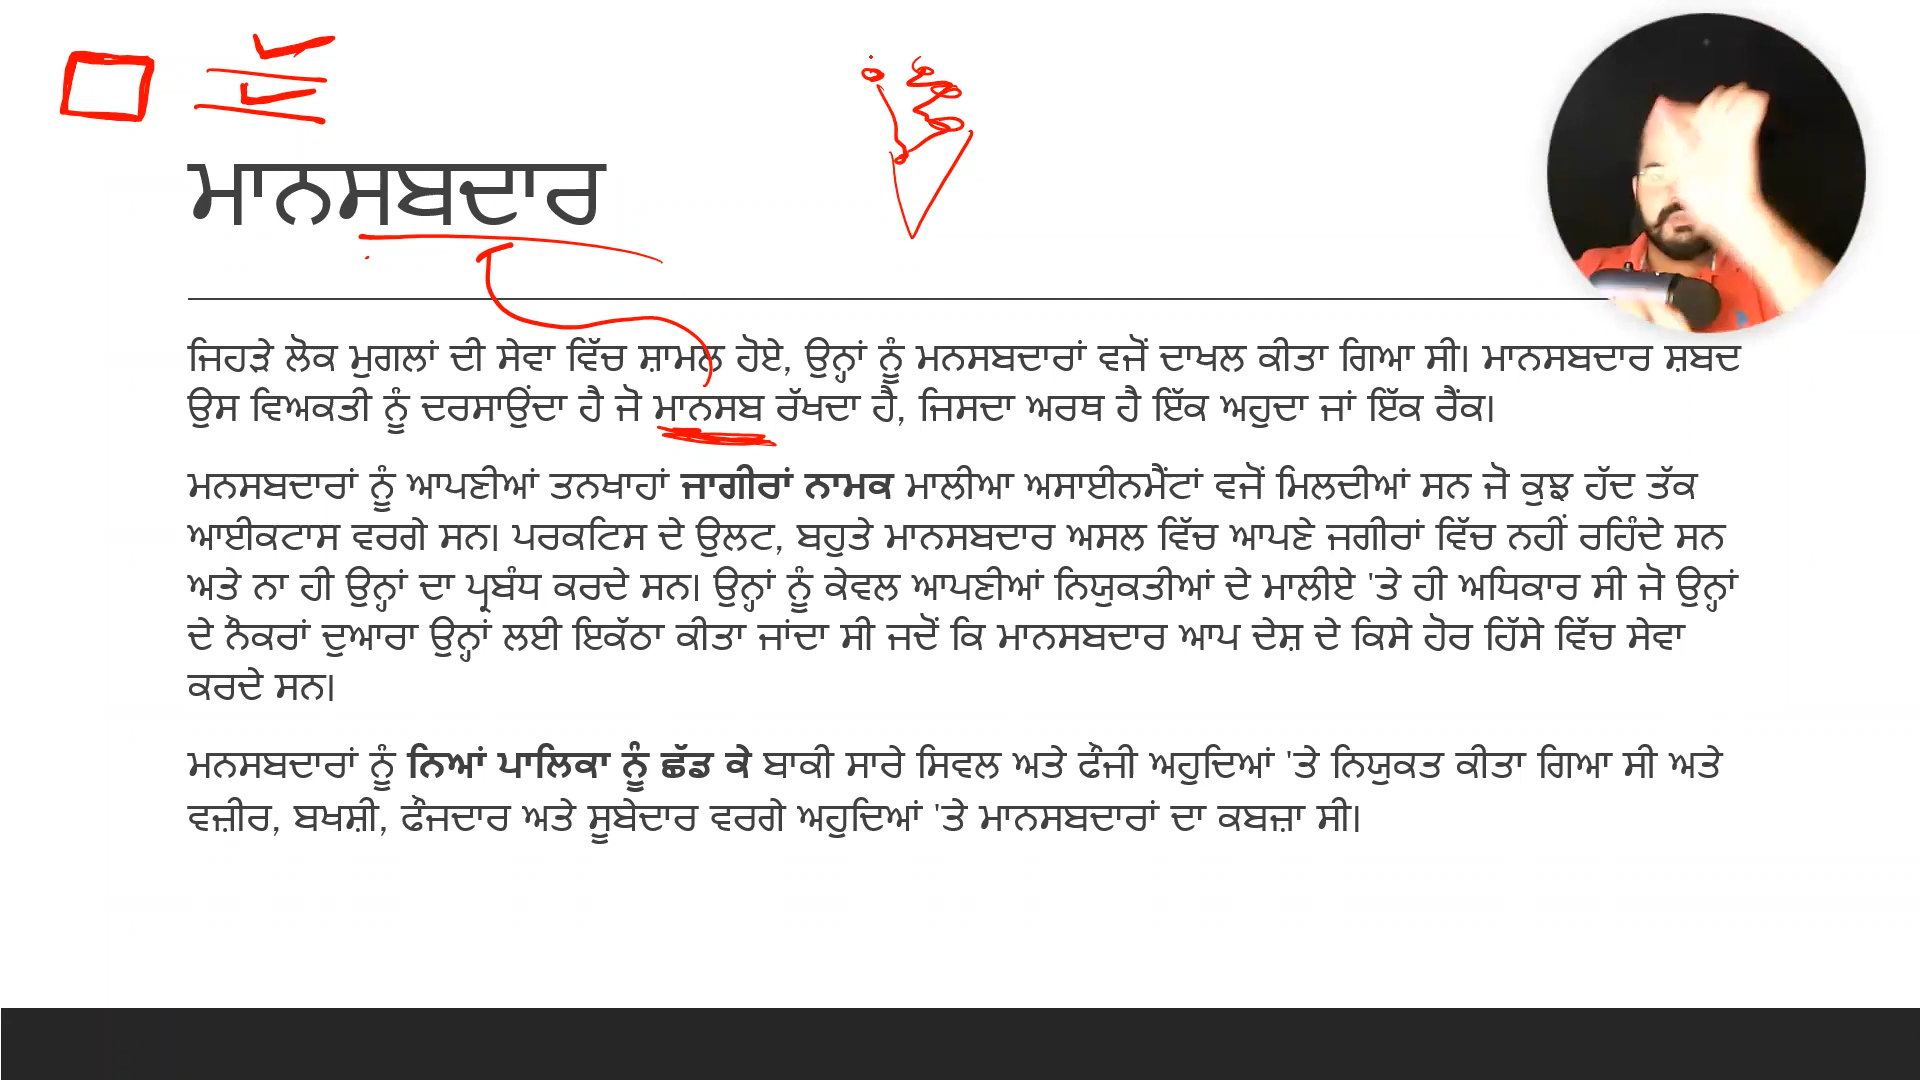 ਮਾਨਸਬਦਾਰ
ਜਿਹੜੇ ਲੋਕ ਮੁਗਲਾਂ ਦੀ ਸੇਵਾ ਵਿੱਚ ਸ਼ਾਮਲ ਹੋਏ, ਉਨ੍ਹਾਂ ਨੂੰ ਮਨਸਬਦਾਰਾਂ ਵਜੋਂ ਦਾਖਲ ਕੀਤਾ ਗਿਆ ਸੀ। ਮਾਨਸਬਦਾਰ ਸ਼ਬਦ
ਉਸ ਵਿਅਕਤੀ ਨੂੰ ਦਰਸਾਉਂਦਾ ਹੈ ਜੋ ਮਾਨਸਬ ਰੱਖਦਾ ਹੈ, ਜਿਸਦਾ ਅਰਥ ਹੈ ਇੱਕ ਅਹੁਦਾ ਜਾਂ ਇੱਕ ਰੈਂਕ।
ਮਨਸਬਦਾਰਾਂ ਨੂੰ ਆਪਣੀਆਂ ਤਨਖਾਹਾਂ ਜਾਗੀਰਾਂ ਨਾਮਕ ਮਾਲੀਆ ਅਸਾਈਨਮੈਂਟਾਂ ਵਜੋਂ ਮਿਲਦੀਆਂ ਸਨ ਜੋ ਕੁਝ ਹੱਦ ਤੱਕ
ਆਈਕਟਾਸ ਵਰਗੇ ਸਨ। ਪਰਕਟਿਸ ਦੇ ਉਲਟ, ਬਹੁਤੇ ਮਾਨਸਬਦਾਰ ਅਸਲ ਵਿੱਚ ਆਪਣੇ ਜਗੀਰਾਂ ਵਿੱਚ ਨਹੀਂ ਰਹਿੰਦੇ ਸਨ
ਅਤੇ ਨਾ ਹੀ ਉਨ੍ਹਾਂ ਦਾ ਪ੍ਰਬੰਧ ਕਰਦੇ ਸਨ। ਉਨ੍ਹਾਂ ਨੂੰ ਕੇਵਲ ਆਪਣੀਆਂ ਨਿਯੁਕਤੀਆਂ ਦੇ ਮਾਲੀਏ 'ਤੇ ਹੀ ਅਧਿਕਾਰ ਸੀ ਜੋ ਉਨ੍ਹਾਂ
ਦੇ ਨੌਕਰਾਂ ਦੁਆਰਾ ਉਨ੍ਹਾਂ ਲਈ ਇਕੱਠਾ ਕੀਤਾ ਜਾਂਦਾ ਸੀ ਜਦੋਂ ਕਿ ਮਾਨਸਬਦਾਰ ਆਪ ਦੇਸ਼ ਦੇ ਕਿਸੇ ਹੋਰ ਹਿੱਸੇ ਵਿੱਚ ਸੇਵਾ
ਕਰਦੇ ਸਨ।
ਮਨਸਬਦਾਰਾਂ ਨੂੰ ਨਿਆਂ ਪਾਲਿਕਾ ਨੂੰ ਛੱਡ ਕੇ ਬਾਕੀ ਸਾਰੇ ਸਿਵਲ ਅਤੇ ਫੌਜੀ ਅਹੁਦਿਆਂ 'ਤੇ ਨਿਯੁਕਤ ਕੀਤਾ ਗਿਆ ਸੀ ਅਤੇ
ਵਜ਼ੀਰ, ਬਖਸ਼ੀ, ਫੌਜਦਾਰ ਅਤੇ ਸੂਬੇਦਾਰ ਵਰਗੇ ਅਹੁਦਿਆਂ 'ਤੇ ਮਾਨਸਬਦਾਰਾਂ ਦਾ ਕਬਜ਼ਾ ਸੀ।